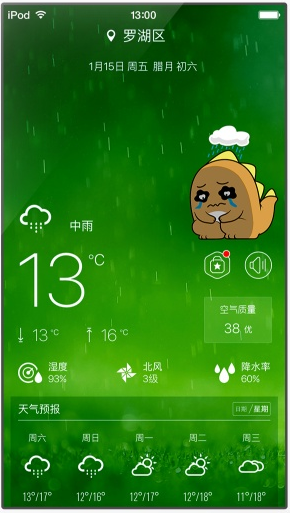 iPod 13:00
罗湖区
1月15日 周五 腊月初六
中雨
13°C
13°C 16°C
空气质量
38 优
湿度 93%
北风 3级
降水率 60%
天气预报 日期/星期
周六 周日 周一 周二 周三
13°/17° 12°/16° 12°/17° 12°/18° 11°/18°